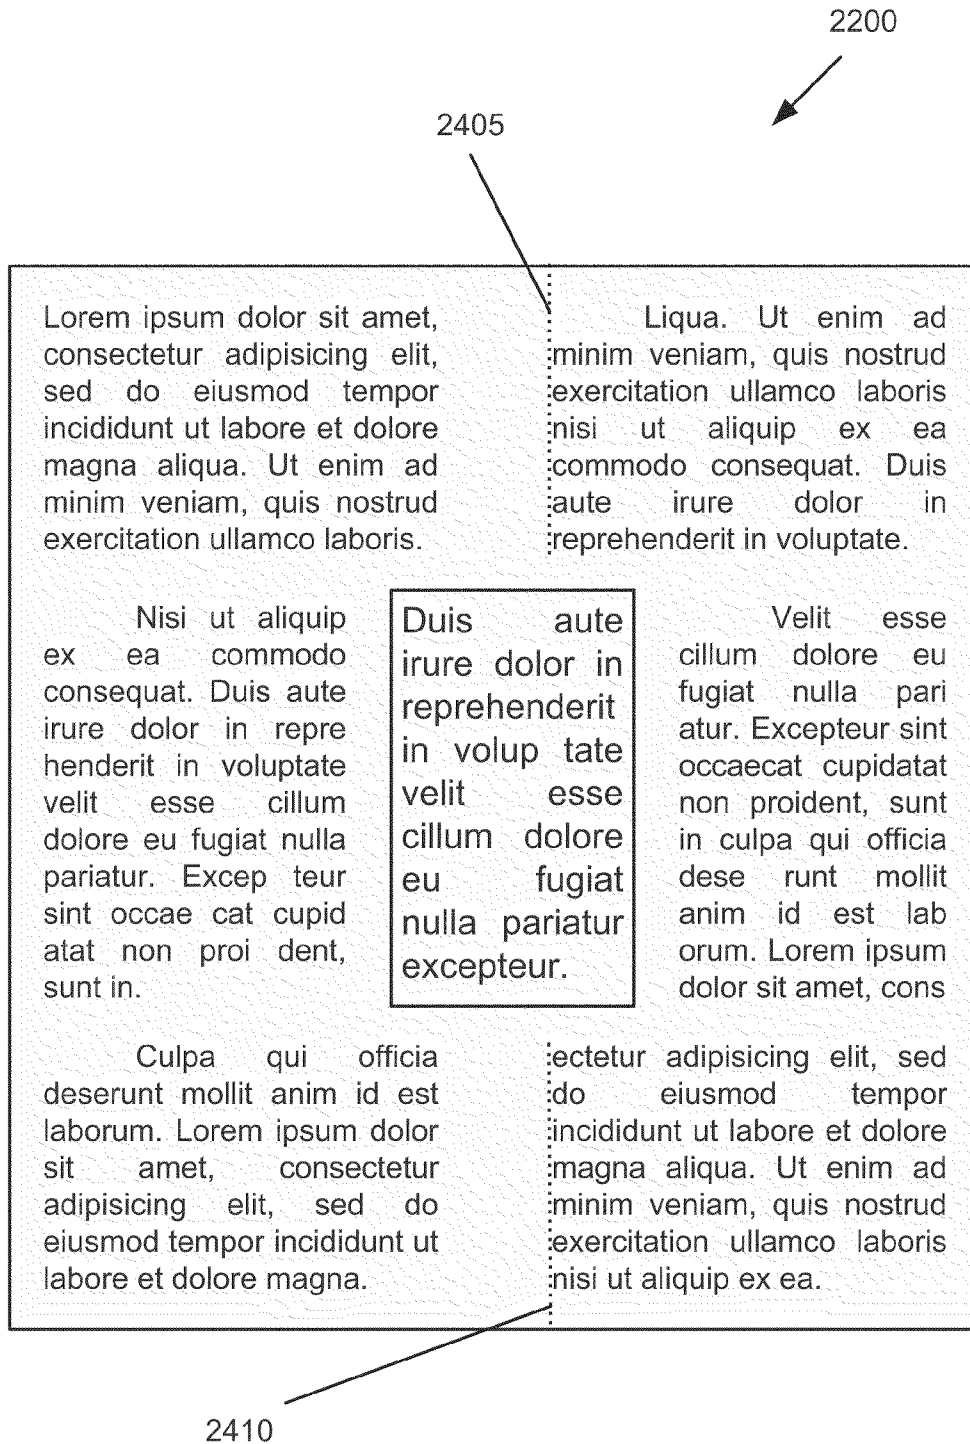 2200
2405
Lorem ipsum dolor sit amet,
consectetur adipisicing elit,
sed do eiusmod tempor
incididunt ut labore et dolore
magna aliqua. Ut enim ad
minim veniam, quis nostrud
exercitation ullamco laboris.
Nisi ut aliquip
ex ea commodo
consequat. Duis aute
irure dolor in repre
henderit in voluptate
velit esse cillum
dolore eu fugiat nulla
pariatur. Excep teur
sint occae cat cupid
atat non proi dent,
sunt in.
Culpa qui officia
deserunt mollit anim id est
laborum. Lorem ipsum dolor
sit amet, consectetur
adipisicing elit, sed do
eiusmod tempor incididunt ut
labore et dolore magna.
Duis aute
irure dolor in
reprehenderit
in volup tate
velit esse
cillum dolore
eu fugiat
nulla pariatur
excepteur.
Liqua. Ut enim ad
minim veniam, quis nostrud
exercitation ullamco laboris
nisi ut aliquip ex ea
commodo consequat. Duis
aute irure dolor in
reprehenderit in voluptate.
Velit esse
cillum dolore eu
fugiat nulla pari
atur. Excepteur sint
occaecat cupidatat
non proident, sunt
in culpa qui officia
dese runt mollit
anim id est lab
orum. Lorem ipsum
dolor sit amet, cons
ectetur adipisicing elit, sed
do eiusmod tempor
incididunt ut labore et dolore
magna aliqua. Ut enim ad
minim veniam, quis nostrud
exercitation ullamco laboris
nisi ut aliquip ex ea.
2410